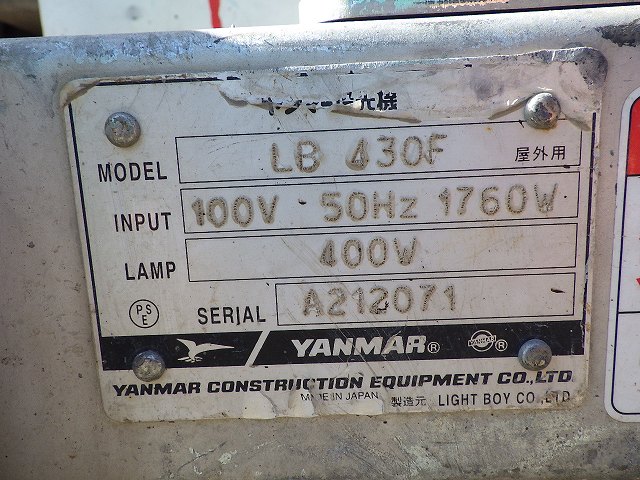 MODEL LB 430F 屋外用
INPUT 100V 50Hz 1760W
LAMP 400W
PS E SERIAL A212071
YANMAR® YANMAR ®
YANMAR CONSTRUCTION EQUIPMENT CO.,LTD.
MADE IN JAPAN 製造元 LIGHT BOY CO.,LTD